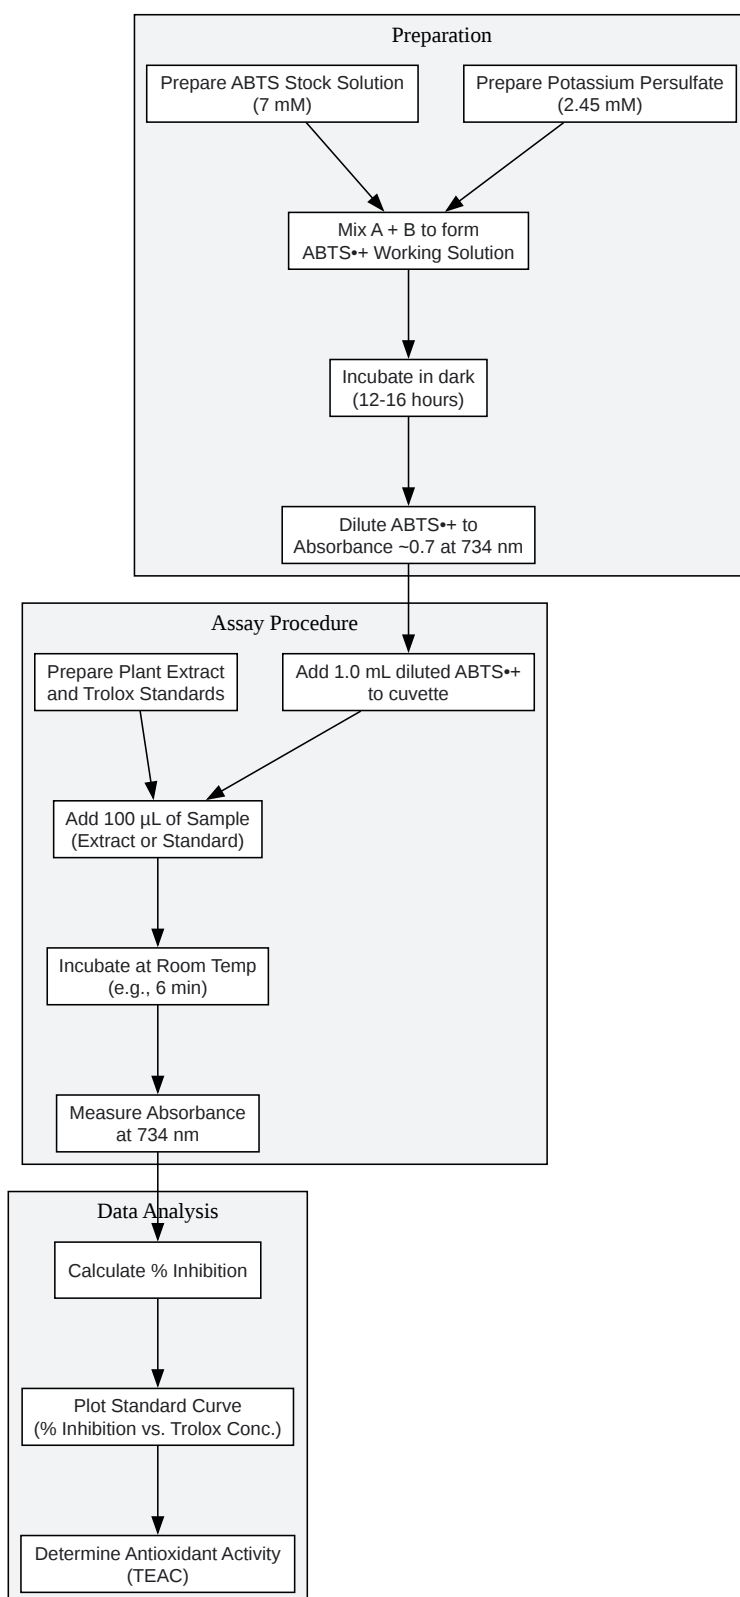 Preparation
Prepare ABTS Stock Solution
(7 mM)
Prepare Potassium Persulfate
(2.45 mM)
Mix A + B to form
ABTS•+ Working Solution
Incubate in dark
(12-16 hours)
Dilute ABTS•+ to
Absorbance ~0.7 at 734 nm
Assay Procedure
Prepare Plant Extract
and Trolox Standards
Add 1.0 mL diluted ABTS•+
to cuvette
Add 100 µL of Sample
(Extract or Standard)
Incubate at Room Temp
(e.g., 6 min)
Measure Absorbance
at 734 nm
Data Analysis
Calculate % Inhibition
Plot Standard Curve
(% Inhibition vs. Trolox Conc.)
Determine Antioxidant Activity
(TEAC)